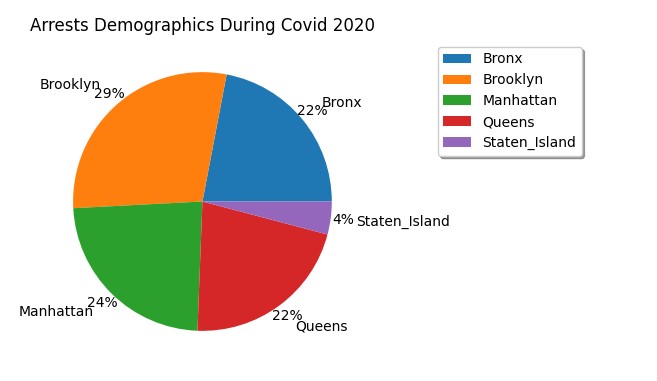 Arrests Demographics During Covid 2020
Bronx
Brooklyn
Manhattan
Queens
Staten_Island
Brooklyn
29%
22%
Bronx
4%
Staten_Island
Manhattan
24%
22%
Queens